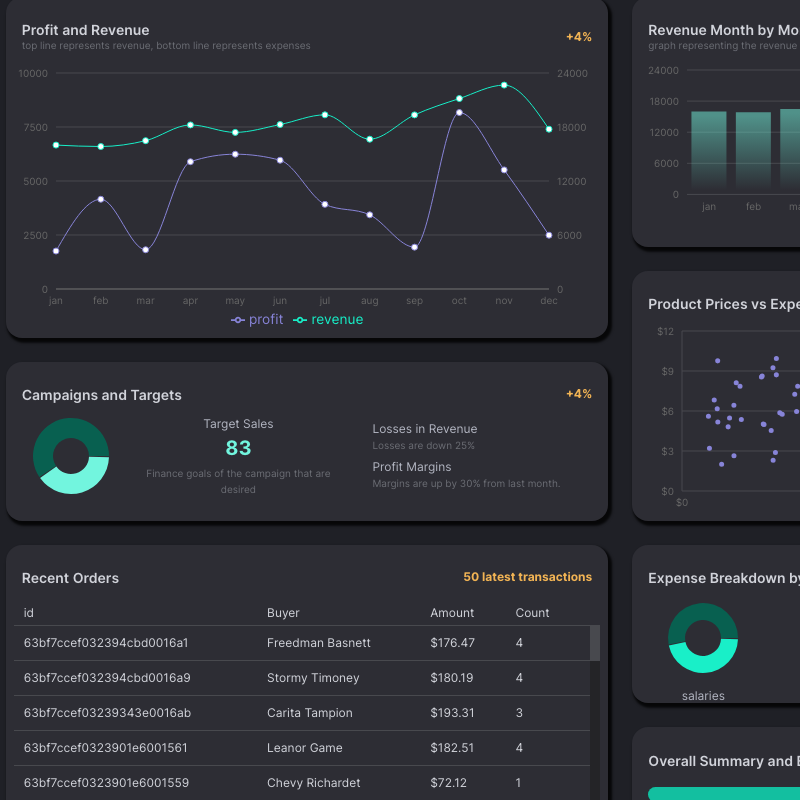 Profit and Revenue
top line represents revenue, bottom line represents expenses
+4%
10000
7500
5000
2500
0
24000
18000
12000
6000
0
jan feb mar apr may jun jul aug sep oct nov dec
profit revenue
Campaigns and Targets
+4%
Target Sales
83
Finance goals of the campaign that are
desired
Losses in Revenue
Losses are down 25%
Profit Margins
Margins are up by 30% from last month.
Recent Orders
50 latest transactions
id Buyer Amount Count
63bf7ccef032394cbd0016a1 Freedman Basnett $176.47 4
63bf7ccef032394cbd0016a9 Stormy Timoney $180.19 4
63bf7ccef03239343e0016ab Carita Tampion $193.31 3
63bf7ccef0323901e6001561 Leanor Game $182.51 4
63bf7ccef0323901e6001559 Chevy Richardet $72.12 1
Revenue Month by Mo
graph representing the revenue
24000
18000
12000
6000
0
jan feb ma
Product Prices vs Expe
$12
$9
$6
$3
$0
$0
Expense Breakdown by
salaries
Overall Summary and E